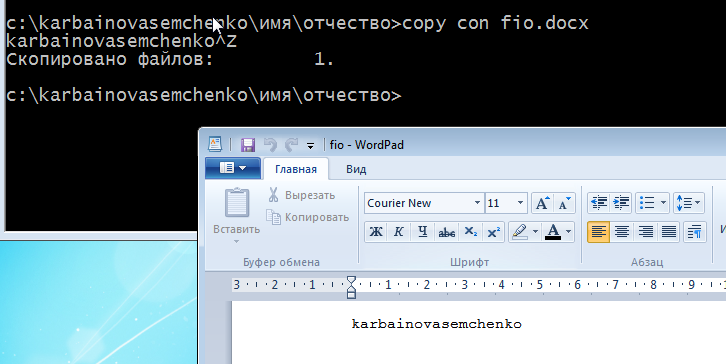 c:\karbainovasemchenko\имя\отчество>copy con fio.docx
karbainovasemchenko^Z
Скопировано файлов:         1.
c:\karbainovasemchenko\имя\отчество>
fio - WordPad
Главная Вид
Вставить
Вырезать
Копировать
Буфер обмена
Courier New 11
Ж К Ч abc X₂ X² A
Шрифт
Абзац
3 2 1 1 2 3 4 5 6 7 8 9
karbainovasemchenko